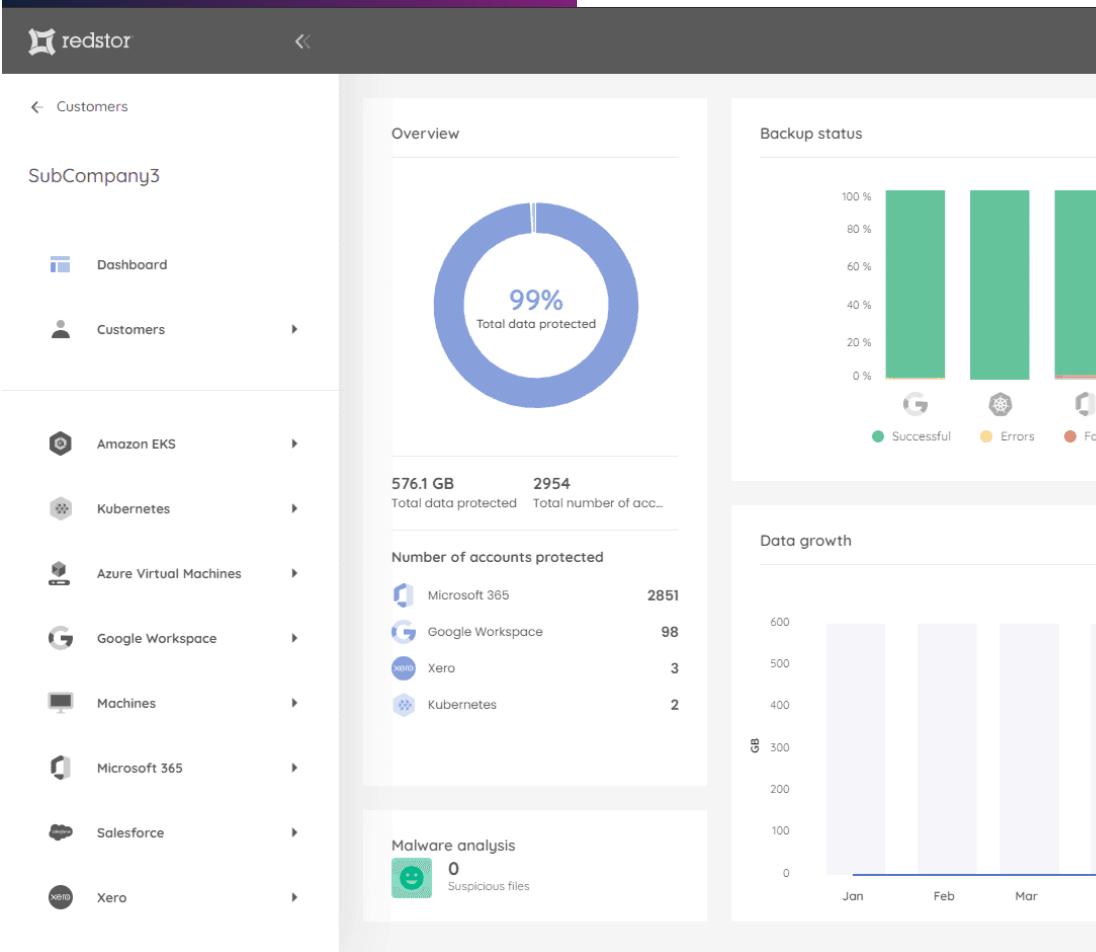 redstor
Customers
SubCompany3
Dashboard
Customers
Amazon EKS
Kubernetes
Azure Virtual Machines
Google Workspace
Machines
Microsoft 365
Salesforce
Xero
Overview
99%
Total data protected
576.1 GB
Total data protected
2954
Total number of acc...
Number of accounts protected
Microsoft 365 2851
Google Workspace 98
xero Xero 3
Kubernetes 2
Malware analysis
0
Suspicious files
Backup status
100 %
80 %
60 %
40 %
20 %
0 %
Successful Errors Fa
Data growth
GB
600
500
400
300
200
100
0
Jan Feb Mar